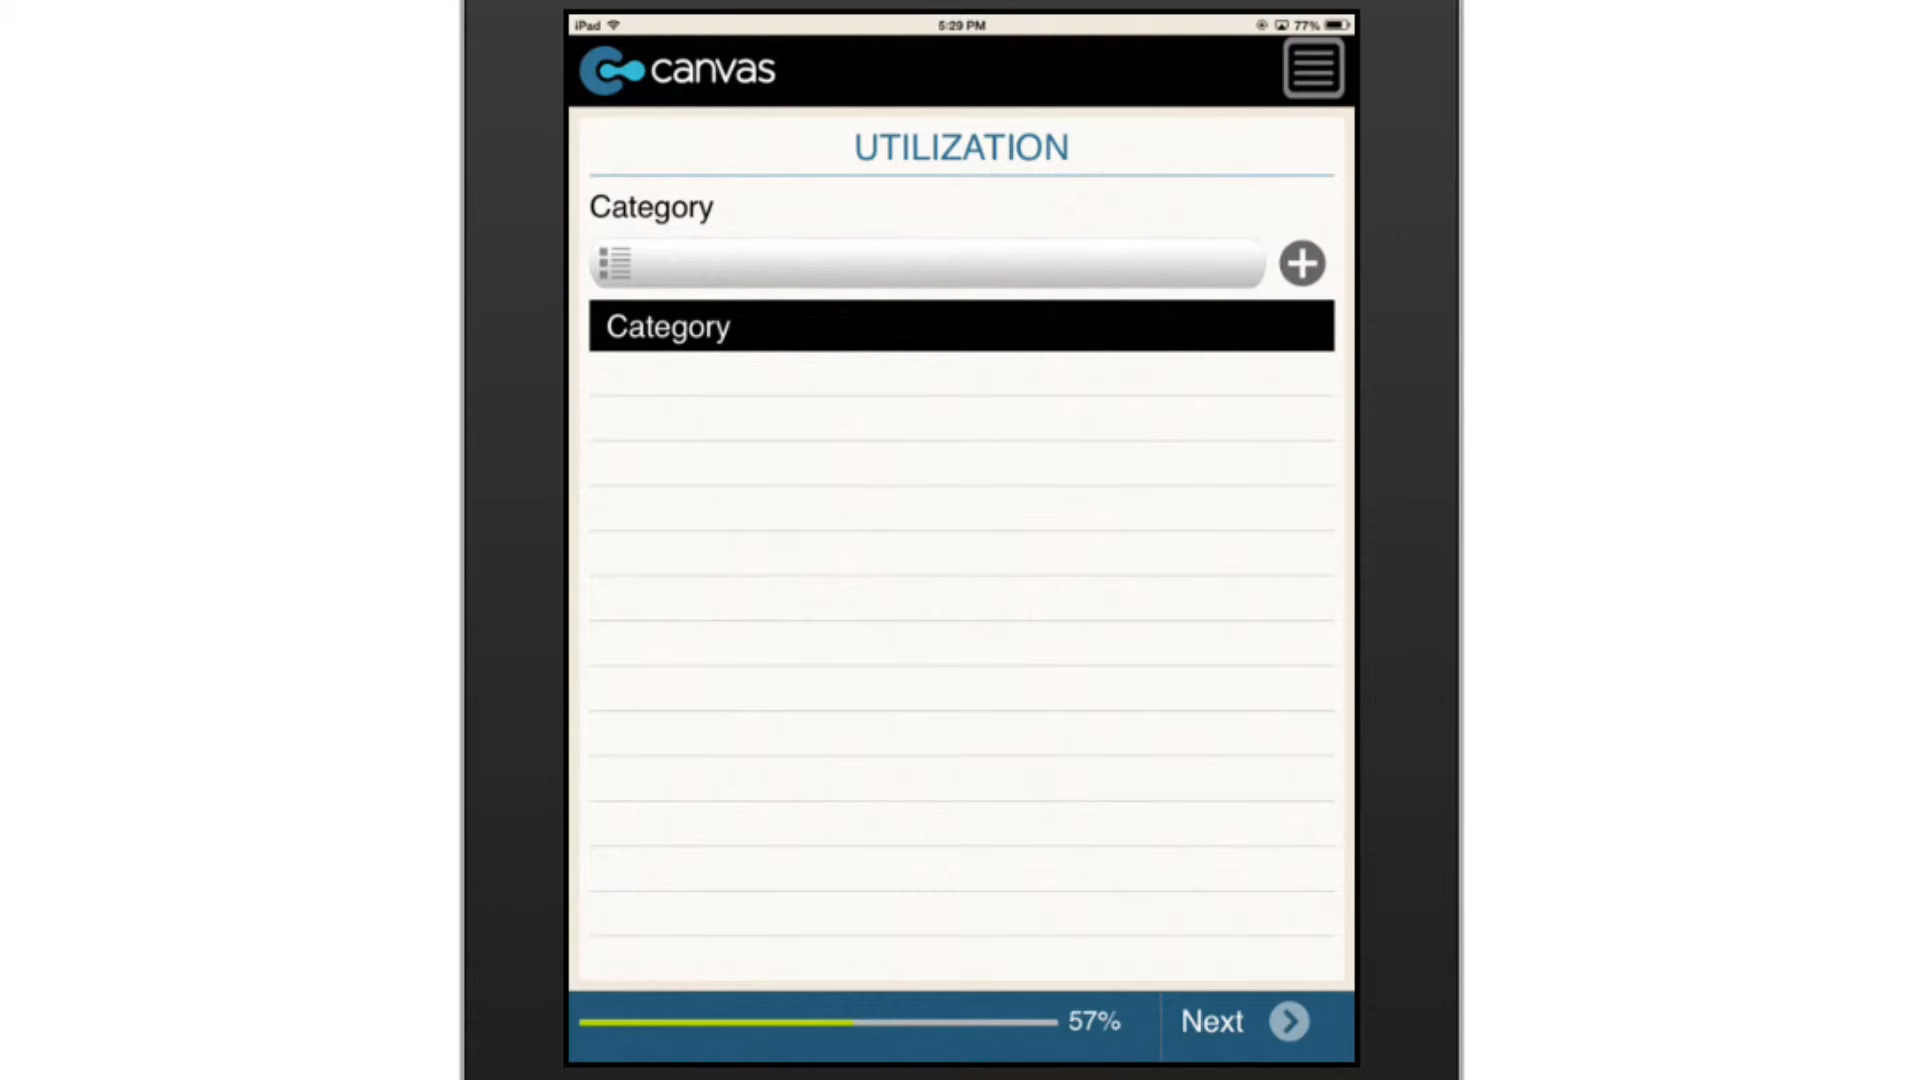 iPad
5:29 PM
77%
canvas
UTILIZATION
Category
Category
57%
Next